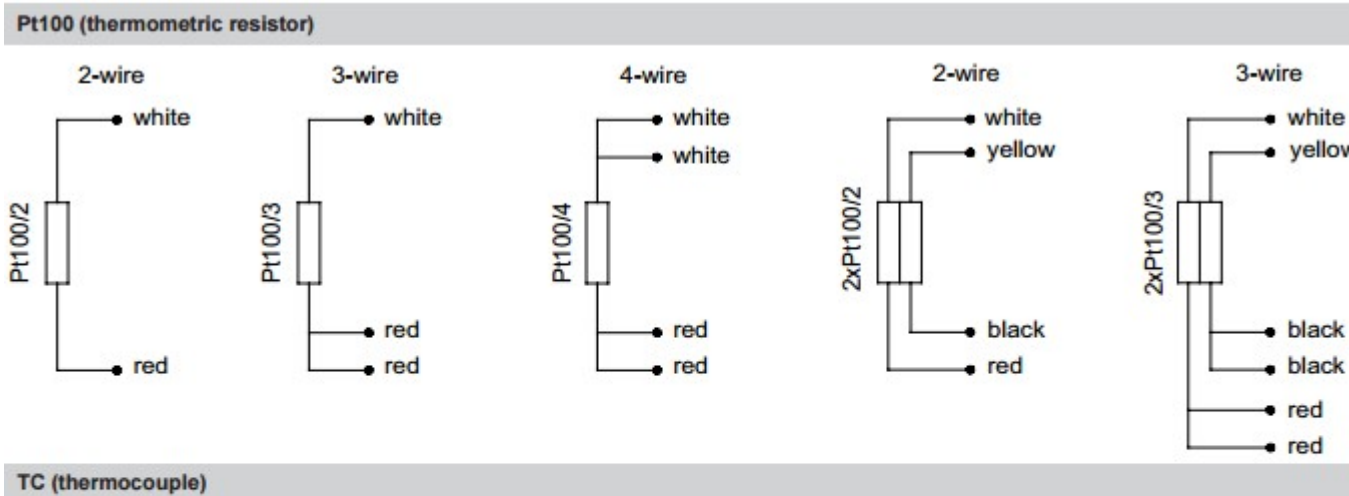 Pt100 (thermometric resistor)
2-wire 3-wire 4-wire 2-wire 3-wire
white white white white white
white yellow yellow
Pt100/2 Pt100/3 Pt100/4 2xPt100/2 2xPt100/3
red red black black
red red red red black
red
red
TC (thermocouple)